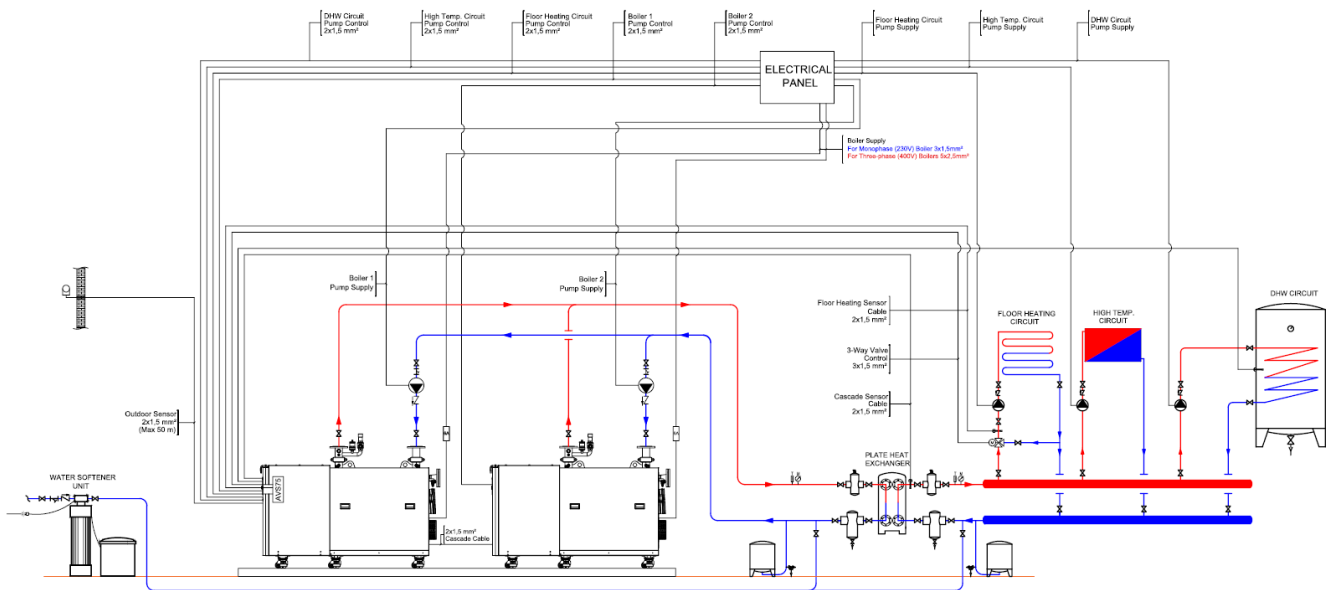 DHW Circuit
Pump Control
2x1,5 mm²
High Temp. Circuit
Pump Control
2x1,5 mm²
Floor Heating Circuit
Pump Control
2x1,5 mm²
Boiler 1
Pump Control
2x1,5 mm²
Boiler 2
Pump Control
2x1,5 mm²
Floor Heating Circuit
Pump Supply
High Temp. Circuit
Pump Supply
DHW Circuit
Pump Supply
ELECTRICAL
PANEL
Boiler Supply
For Monophase (230V) Boiler 3x1,5mm²
For Three-phase (400V) Boilers 5x2,5mm²
Boiler 1
Pump Supply
Boiler 2
Pump Supply
Floor Heating Sensor
Cable
2x1,5 mm²
FLOOR HEATING
CIRCUIT
HIGH TEMP.
CIRCUIT
DHW CIRCUIT
3-Way Valve
Control
3x1,5 mm²
Cascade Sensor
Cable
2x1,5 mm²
Outdoor Sensor
2x1,5 mm²
(Max 50 m)
PLATE HEAT
EXCHANGER
WATER SOFTENER
UNIT
AVS75
2x1,5 mm²
Cascade Cable